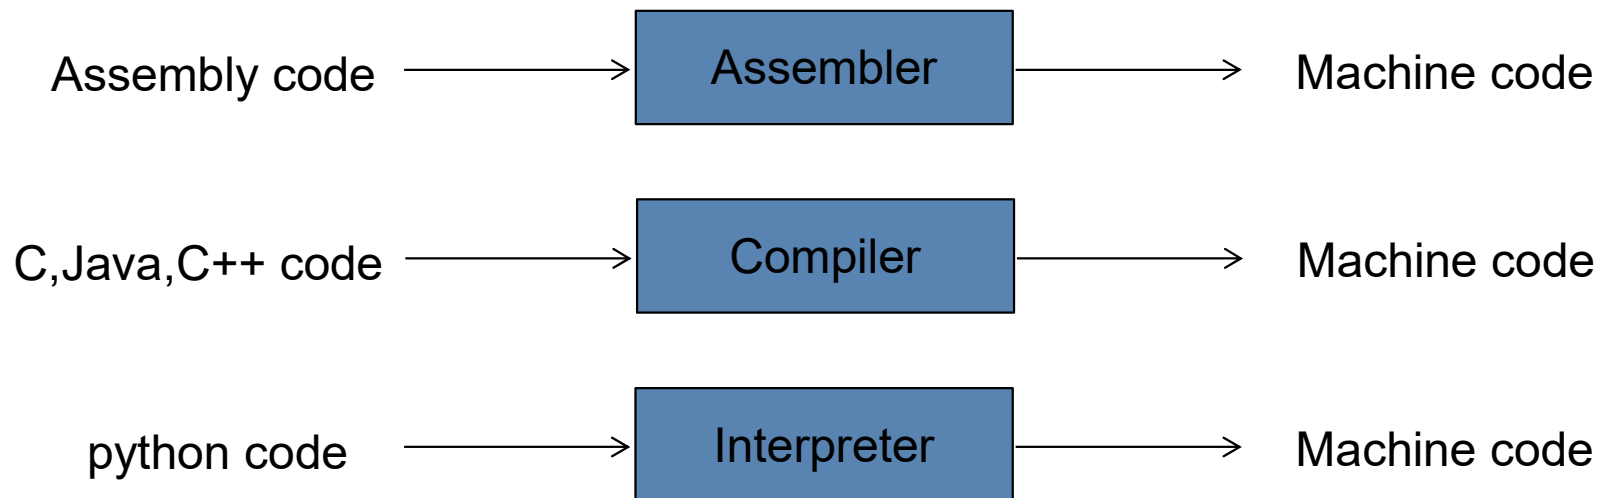 Assembly code Assembler Machine code
C,Java,C++ code Compiler Machine code
python code Interpreter Machine code